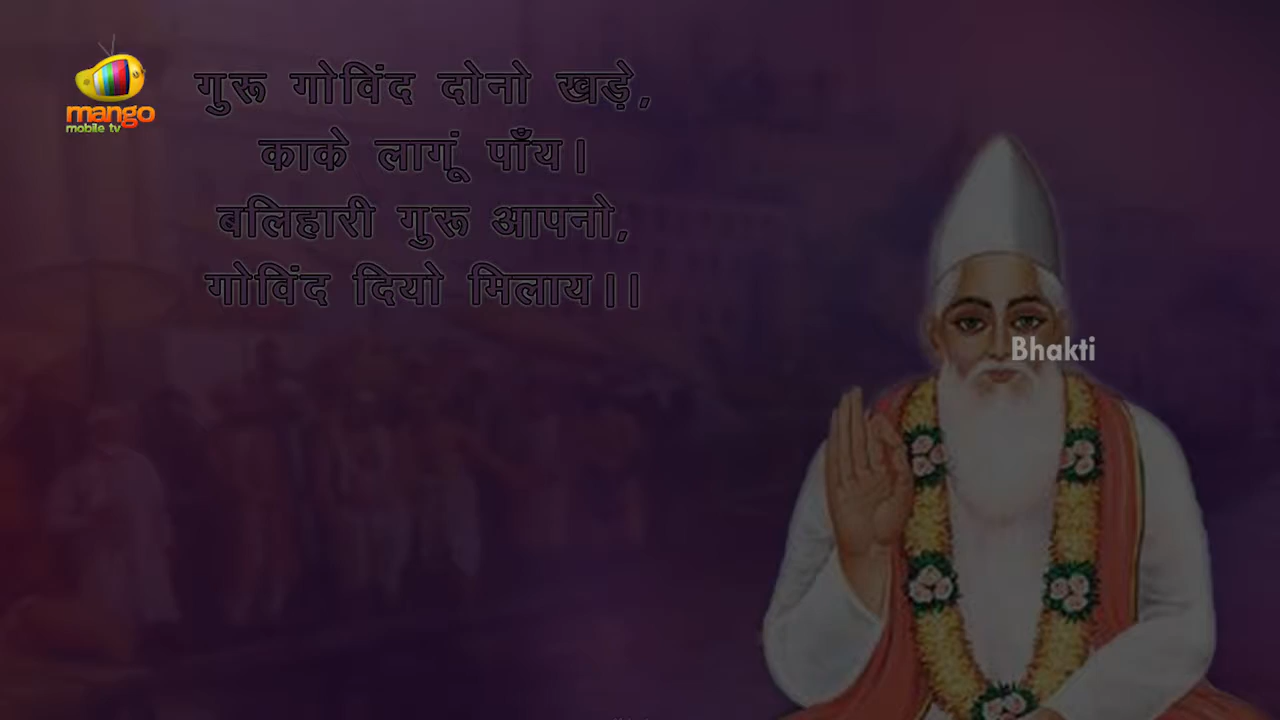 mango
mobile tv
गुरू गोविंद दोनो खड़े,
काके लागूं पाँय।
बलिहारी गुरू आपनो,
गोविंद दियो मिलाय।।
Bhakti